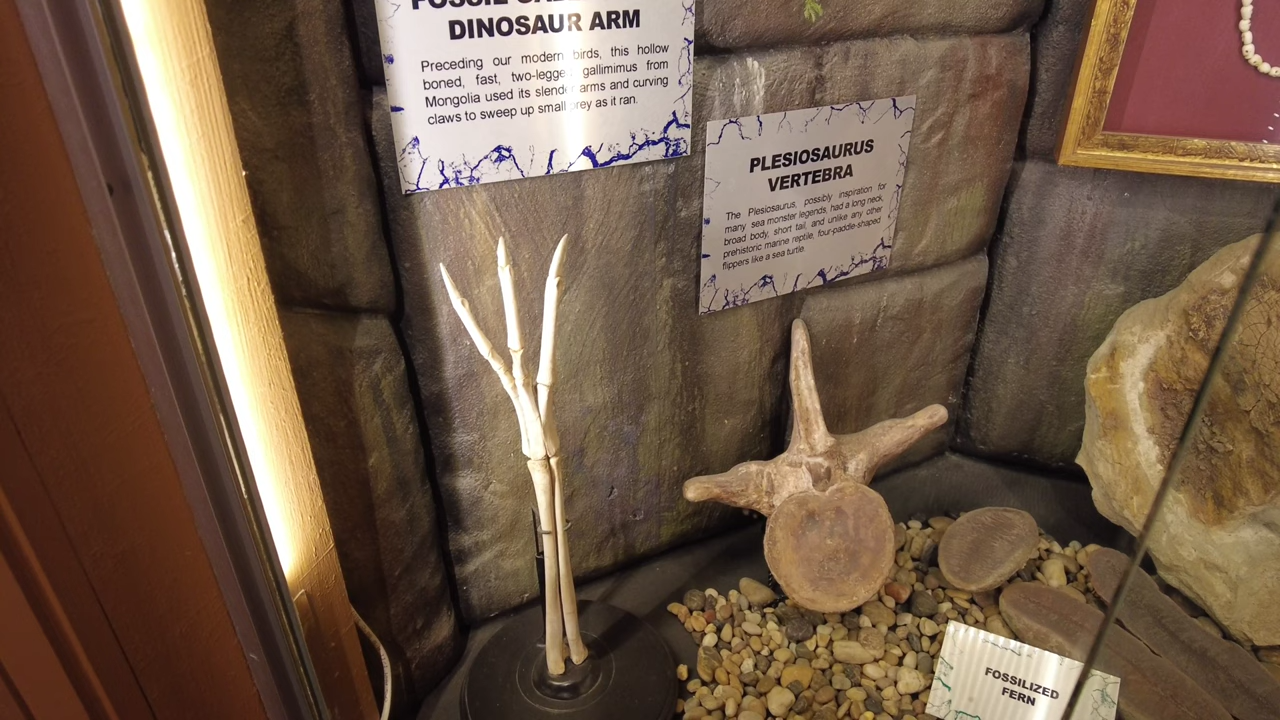 DINOSAUR ARM
Preceding our modern birds, this hollow
boned, fast, two-legge gallimimus from
Mongolia used its slender arms and curving
claws to sweep up small prey as it ran.
PLESIOSAURUS
VERTEBRA
The Plesiosaurus, possibly inspiration for
many sea monster legends, had a long neck,
broad body, short tail, and unlike any other
prehistoric marine reptile, four-paddle-shaped
flippers like a sea turtle.
FOSSILIZED
FERN